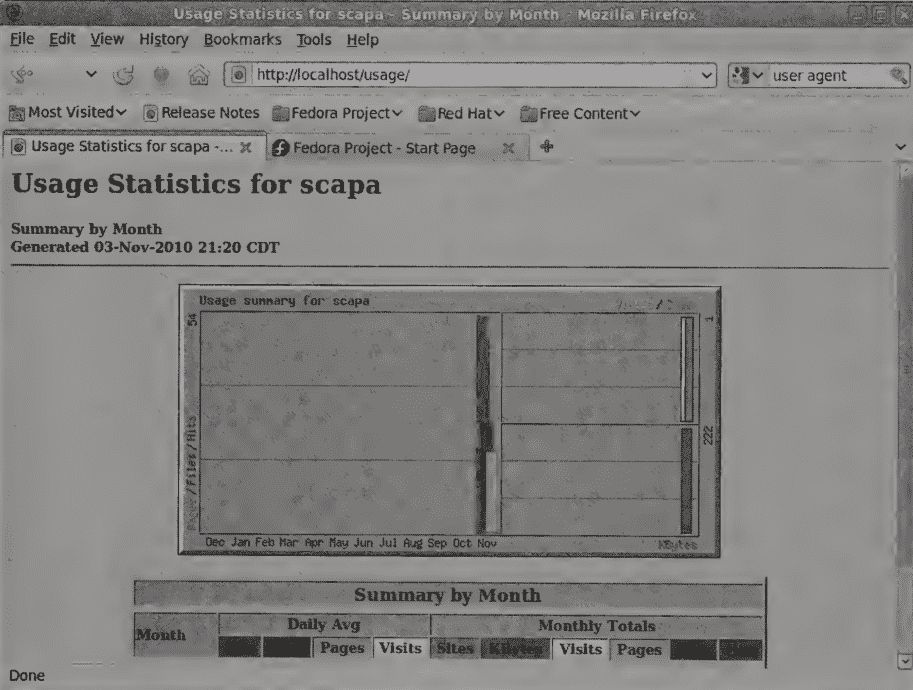 Usage Statistics for scapa - Summary by Month - Mozilla Firefox
File Edit View History Bookmarks Tools Help
http://localhost/usage/ user agent
Most Visited Release Notes Fedora Project Red Hat Free Content
Usage Statistics for scapa -... Fedora Project - Start Page
Usage Statistics for scapa
Summary by Month
Generated 03-Nov-2010 21:20 CDT
Usage summary for scapa
54
1
222
Pages/Files/Hits
Dec Jan Feb Mar Apr May Jun Jul Aug Sep Oct Nov KBytes
Summary by Month
Month Daily Avg Monthly Totals
Pages Visits Sites KBytes Visits Pages
Done